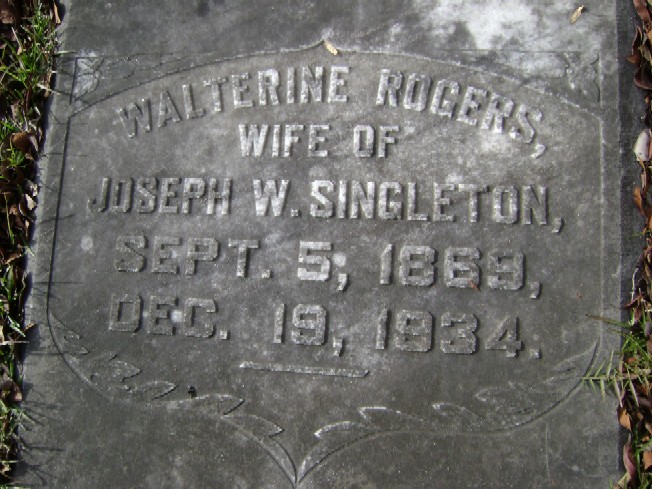 WALTERINE ROGERS,
WIFE OF
JOSEPH W. SINGLETON,
SEPT. 5, 1869,
DEC. 19, 1934.